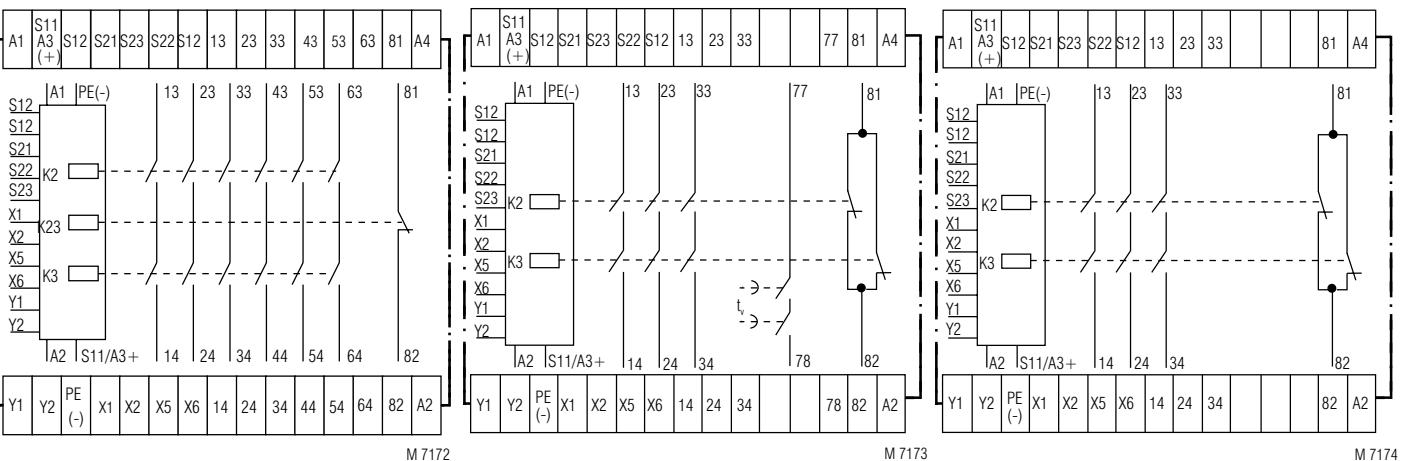 A1 S11 A3 (+) S12 S21 S23 S22 S12 13 23 33 43 53 63 81 A4
A1 PE(-) 13 23 33 43 53 63 81
S12
S12
S21
S22
S23
X1
X2
X5
X6
Y1
Y2
K2
K23
K3
A2 S11/A3+ 14 24 34 44 54 64 82
Y1 Y2 PE (-) X1 X2 X5 X6 14 24 34 44 54 64 82 A2
M 7172
A1 S11 A3 (+) S12 S21 S23 S22 S12 13 23 33 77 81 A4
A1 PE(-) 13 23 33 77 81
S12
S12
S21
S22
S23
X1
X2
X5
X6
Y1
Y2
K2
K3
tv
A2 S11/A3+ 14 24 34 78 82
Y1 Y2 PE (-) X1 X2 X5 X6 14 24 34 78 82 A2
M 7173
A1 S11 A3 (+) S12 S21 S23 S22 S12 13 23 33 81 A4
A1 PE(-) 13 23 33 81
S12
S12
S21
S22
S23
X1
X2
X5
X6
Y1
Y2
K2
K3
A2 S11/A3+ 14 24 34 82
Y1 Y2 PE (-) X1 X2 X5 X6 14 24 34 82 A2
M 7174